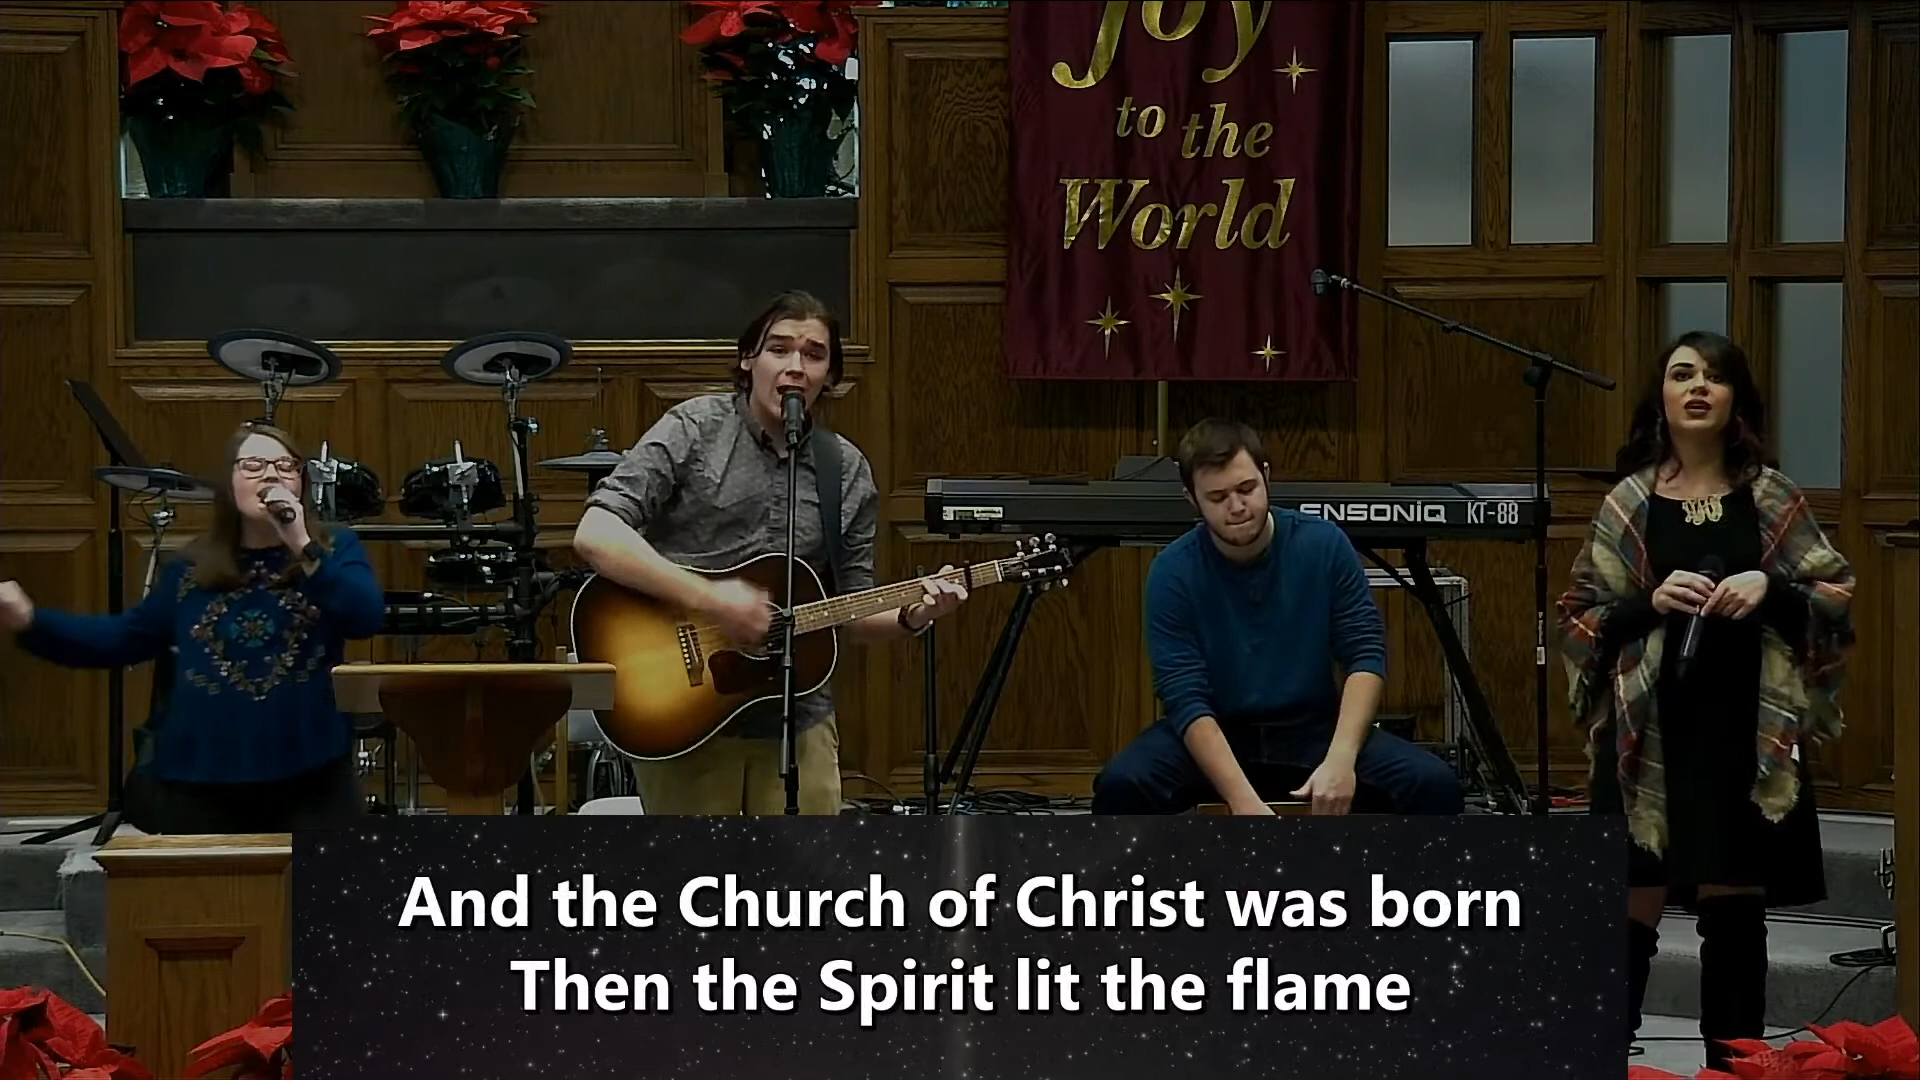 Joy
to the
World
ENSONIQ KT-88
And the Church of Christ was born
Then the Spirit lit the flame